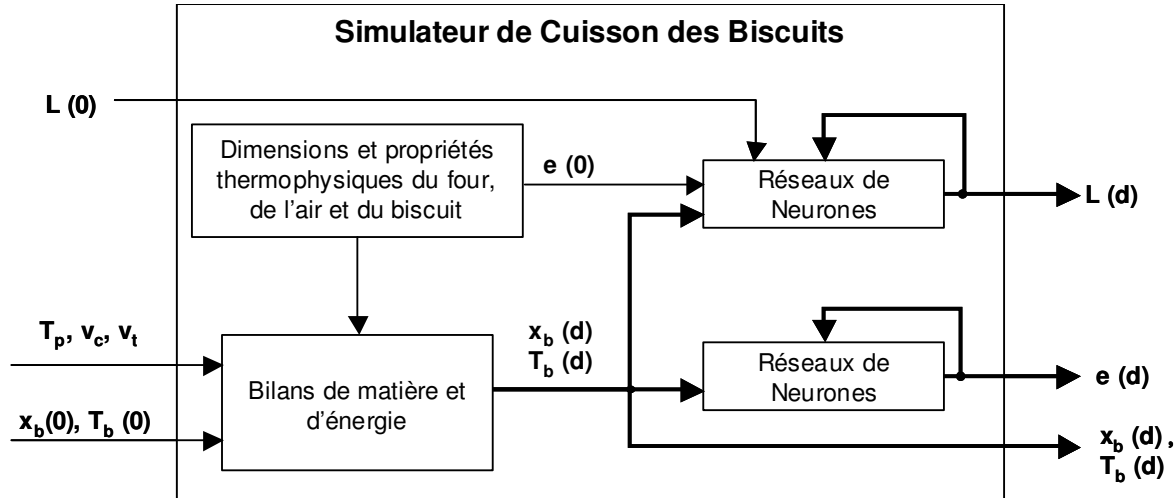 Simulateur de Cuisson des Biscuits
L (0)
Dimensions et propriétés
thermophysiques du four,
de l'air et du biscuit
e (0)
Réseaux de
Neurones
L (d)
T_p, v_c, v_t
x_b(0), T_b (0)
Bilans de matière et
d'énergie
x_b (d)
T_b (d)
Réseaux de
Neurones
e (d)
x_b (d) ,
T_b (d)